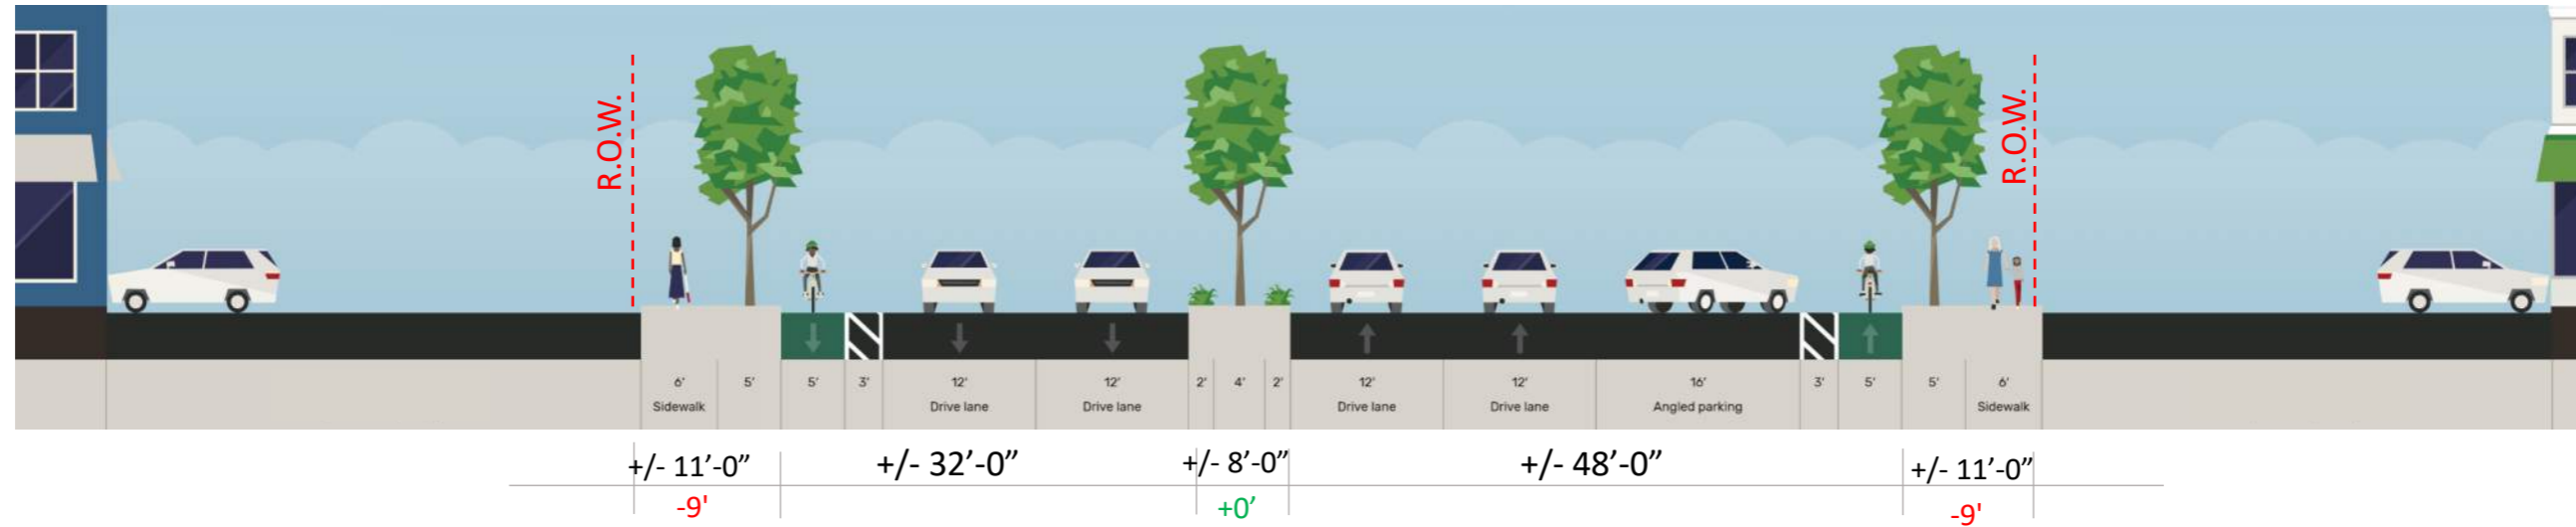 R.O.W.
R.O.W.
6' 5' 5' 3' 12' 12' 2' 4' 2' 12' 12' 16' 3' 5' 5' 6'
Sidewalk Drive lane Drive lane Drive lane Drive lane Angled parking Sidewalk
+/- 11’-0” +/- 32’-0” +/- 8’-0” +/- 48’-0” +/- 11’-0”
-9' +0’ -9'